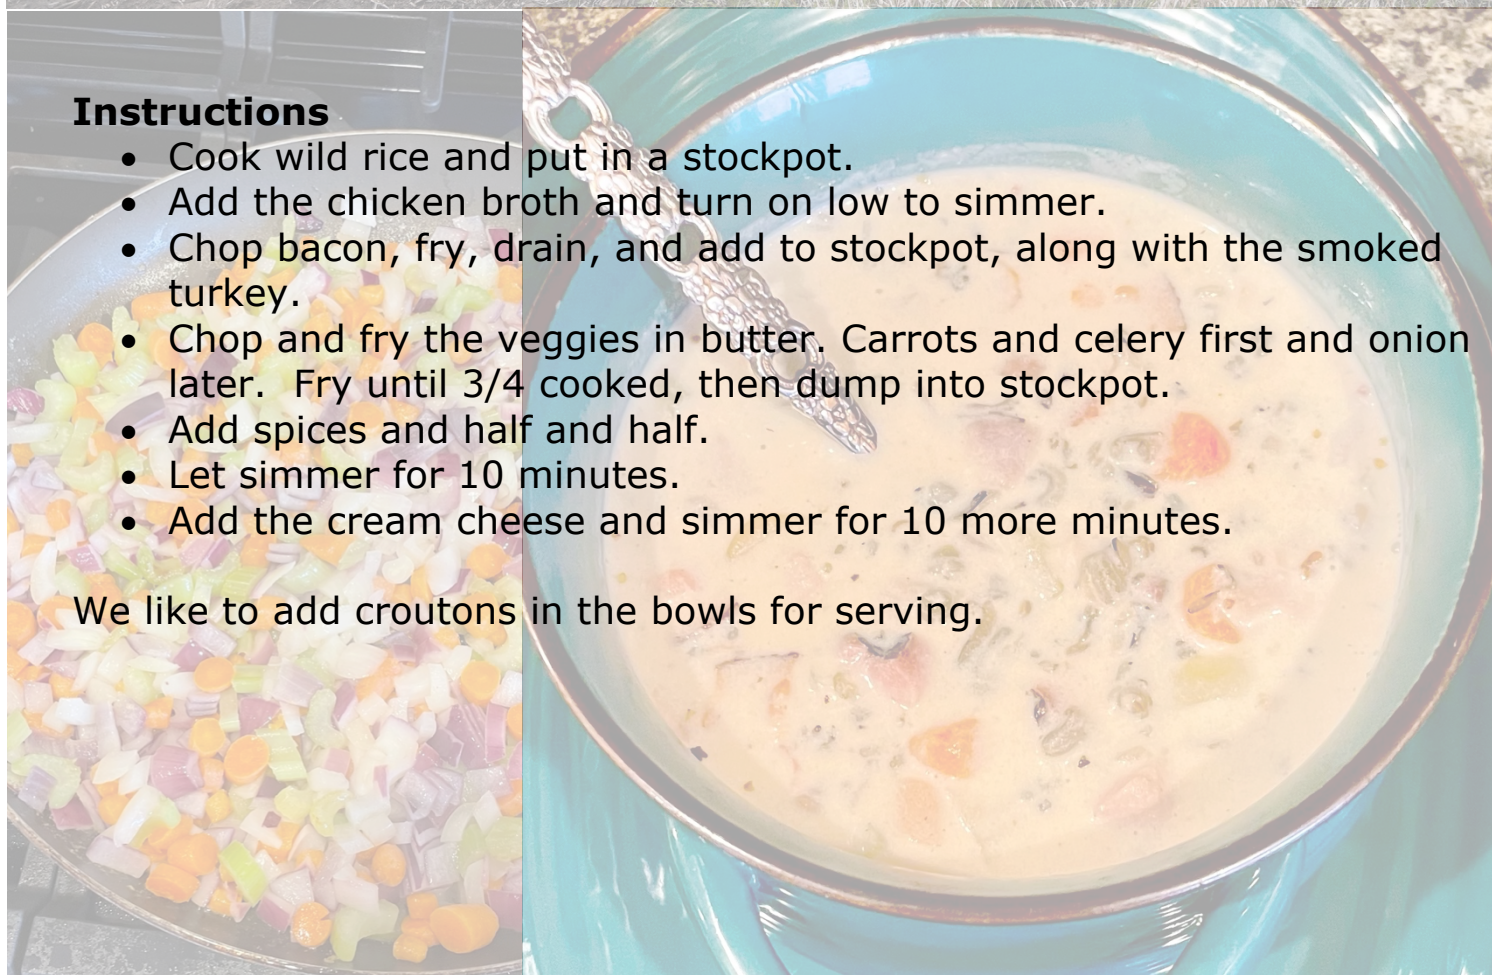 Instructions
• Cook wild rice and put in a stockpot.
• Add the chicken broth and turn on low to simmer.
• Chop bacon, fry, drain, and add to stockpot, along with the smoked
turkey.
• Chop and fry the veggies in butter. Carrots and celery first and onion
later.  Fry until 3/4 cooked, then dump into stockpot.
• Add spices and half and half.
• Let simmer for 10 minutes.
• Add the cream cheese and simmer for 10 more minutes.
We like to add croutons in the bowls for serving.